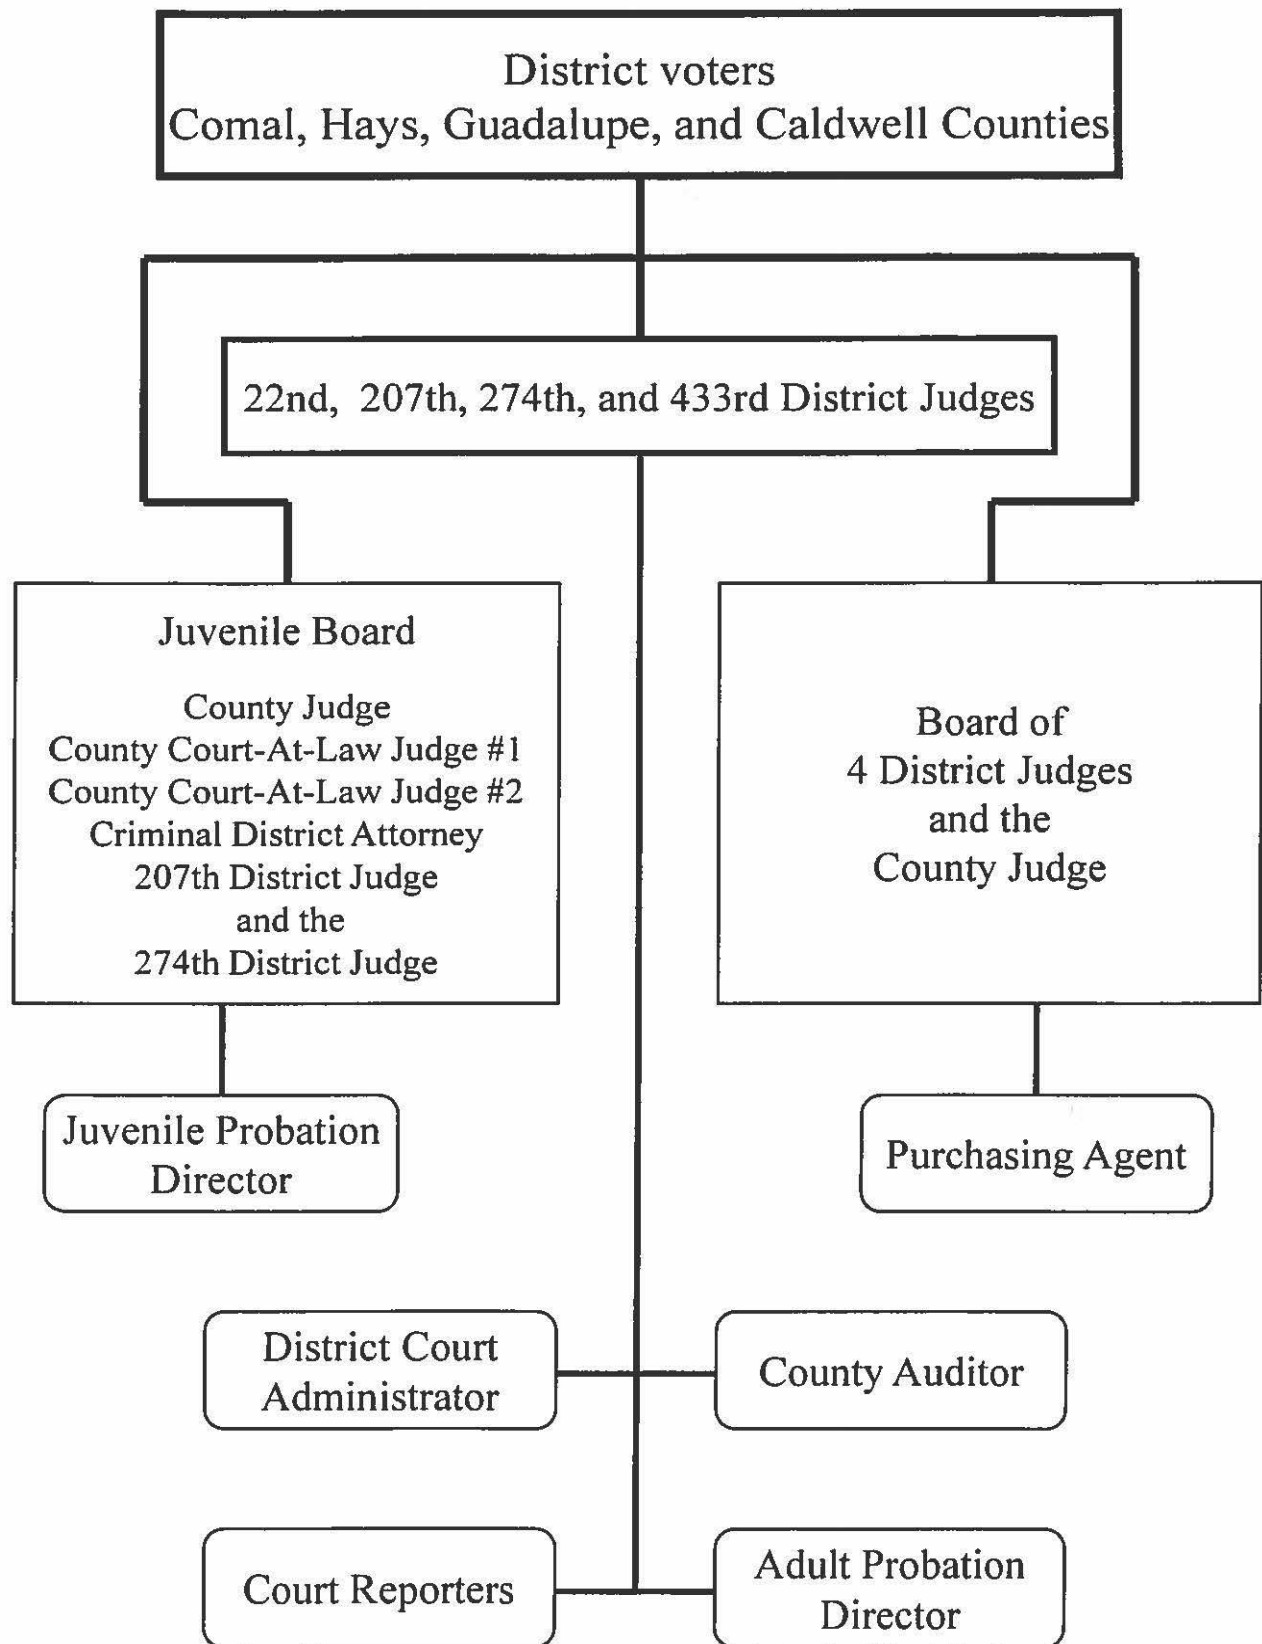 District voters
Comal, Hays, Guadalupe, and Caldwell Counties
22nd, 207th, 274th, and 433rd District Judges
Juvenile Board
County Judge
County Court-At-Law Judge #1
County Court-At-Law Judge #2
Criminal District Attorney
207th District Judge
and the
274th District Judge
Board of
4 District Judges
and the
County Judge
Juvenile Probation
Director
Purchasing Agent
District Court
Administrator
County Auditor
Court Reporters
Adult Probation
Director